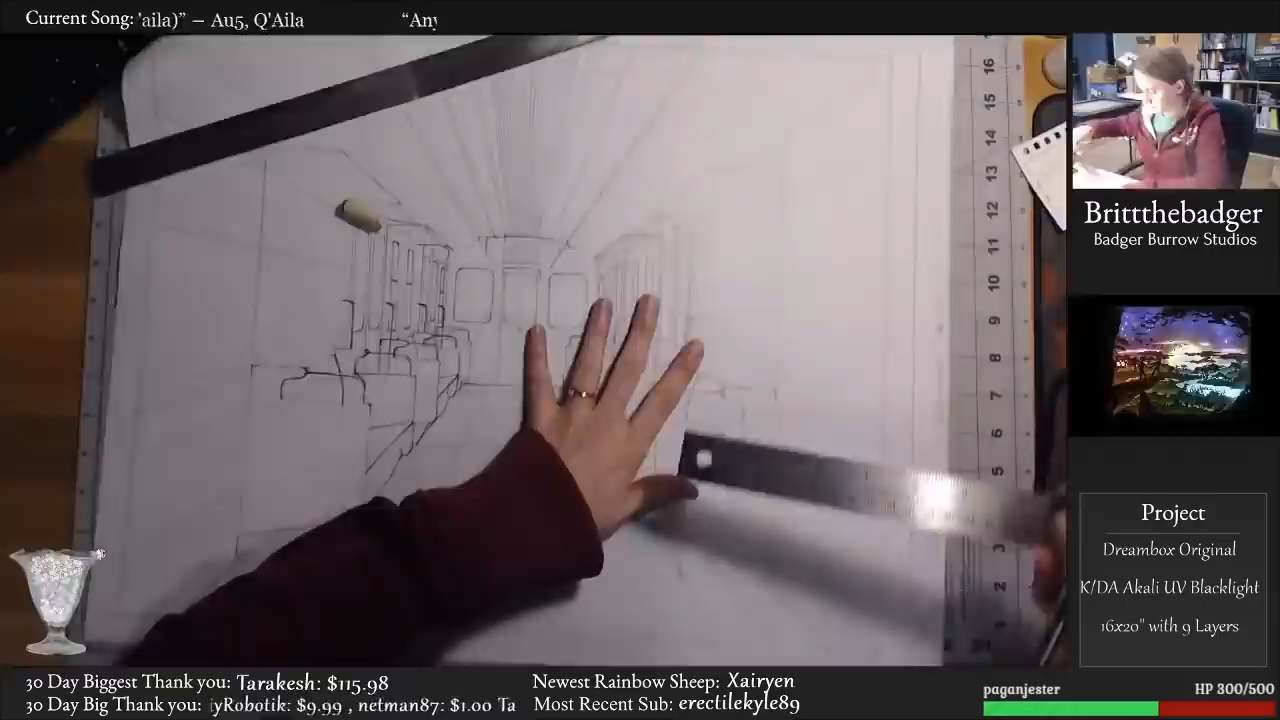 Current Song: 'aila)” – Au5, Q'Aila “Any
16
15
14
13
12
11
10
9
8
7
6
5
3
2
Brittthebadger
Badger Burrow Studios
Project
Dreambox Original
K/DA Akali UV Blacklight
16x20" with 9 Layers
30 Day Biggest Thank you: Tarakesh: $115.98
30 Day Big Thank you: iyRobotik: $9.99 , netman87: $1.00 Ta
Newest Rainbow Sheep: Xairyen
Most Recent Sub: erectilekyle89
paganjester HP 300/500